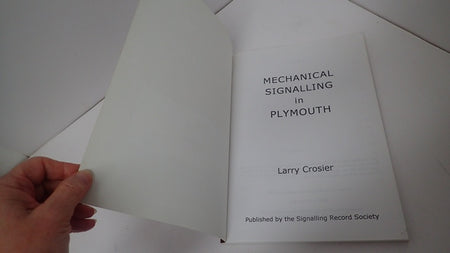 MECHANICAL
SIGNALLING
in
PLYMOUTH
Larry Crosier
Published by the Signalling Record Society